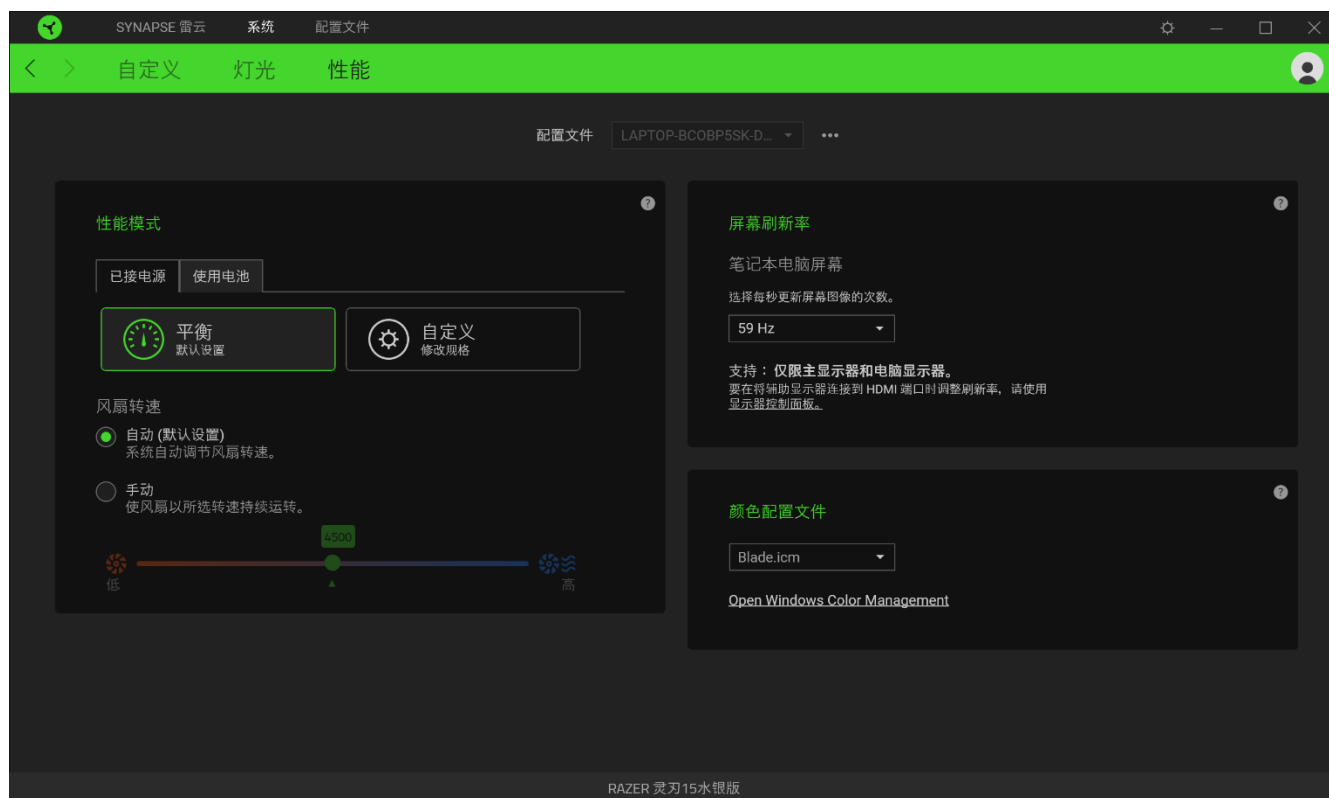 SYNAPSE 雷云 系统 配置文件
自定义 灯光 性能
配置文件 LAPTOP-BCOBP5SK-D... •••
性能模式
已接电源 使用电池
平衡
默认设置
自定义
修改规格
风扇转速
自动 (默认设置)
系统自动调节风扇转速。
手动
使风扇以所选转速持续运转。
4500
低 高
屏幕刷新率
笔记本电脑屏幕
选择每秒更新屏幕图像的次数。
59 Hz
支持： 仅限主显示器和电脑显示器。
要在将辅助显示器连接到 HDMI 端口时调整刷新率，请使用
显示器控制面板。
颜色配置文件
Blade.icm
Open Windows Color Management
RAZER 灵刃15水银版